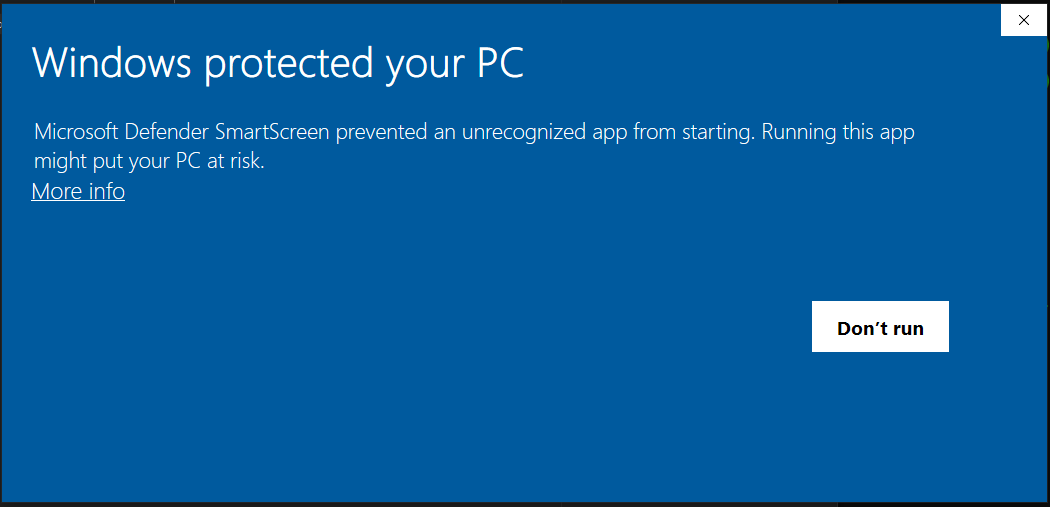 Windows protected your PC
Microsoft Defender SmartScreen prevented an unrecognized app from starting. Running this app
might put your PC at risk.
More info
Don’t run